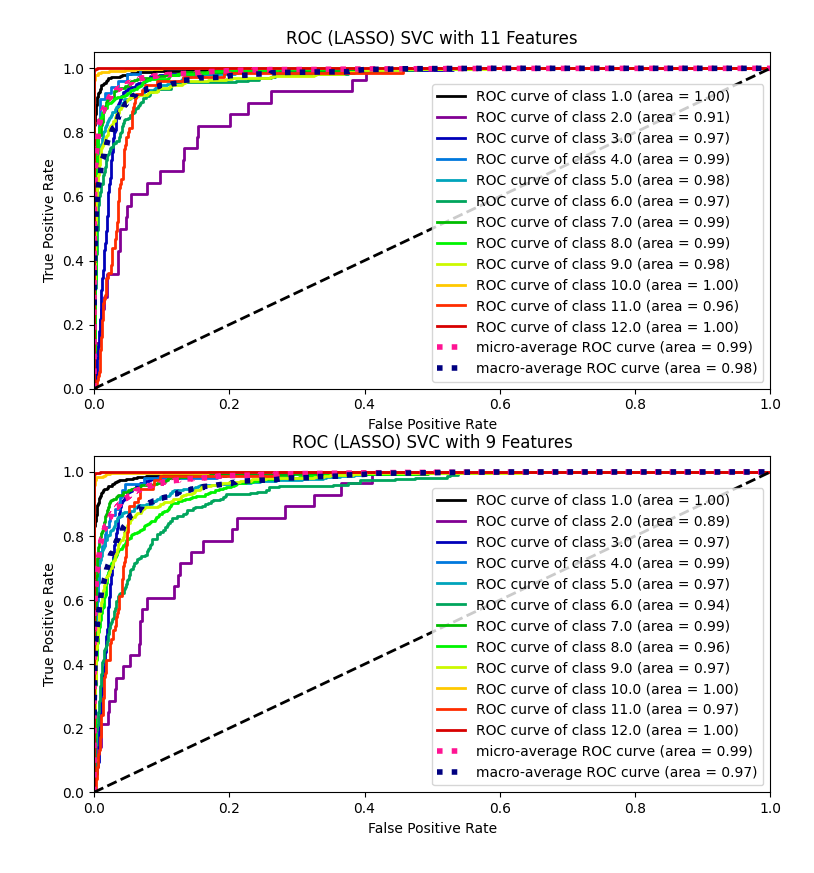 ROC (LASSO) SVC with 11 Features
1.0
0.8
0.6
0.4
0.2
0.0
True Positive Rate
ROC curve of class 1.0 (area = 1.00)
ROC curve of class 2.0 (area = 0.91)
ROC curve of class 3.0 (area = 0.97)
ROC curve of class 4.0 (area = 0.99)
ROC curve of class 5.0 (area = 0.98)
ROC curve of class 6.0 (area = 0.97)
ROC curve of class 7.0 (area = 0.99)
ROC curve of class 8.0 (area = 0.99)
ROC curve of class 9.0 (area = 0.98)
ROC curve of class 10.0 (area = 1.00)
ROC curve of class 11.0 (area = 0.96)
ROC curve of class 12.0 (area = 1.00)
micro-average ROC curve (area = 0.99)
macro-average ROC curve (area = 0.98)
0.0 0.2 0.4 0.6 0.8 1.0
False Positive Rate
ROC (LASSO) SVC with 9 Features
1.0
0.8
0.6
0.4
0.2
0.0
True Positive Rate
ROC curve of class 1.0 (area = 1.00)
ROC curve of class 2.0 (area = 0.89)
ROC curve of class 3.0 (area = 0.97)
ROC curve of class 4.0 (area = 0.99)
ROC curve of class 5.0 (area = 0.97)
ROC curve of class 6.0 (area = 0.94)
ROC curve of class 7.0 (area = 0.99)
ROC curve of class 8.0 (area = 0.96)
ROC curve of class 9.0 (area = 0.97)
ROC curve of class 10.0 (area = 1.00)
ROC curve of class 11.0 (area = 0.97)
ROC curve of class 12.0 (area = 1.00)
micro-average ROC curve (area = 0.99)
macro-average ROC curve (area = 0.97)
0.0 0.2 0.4 0.6 0.8 1.0
False Positive Rate